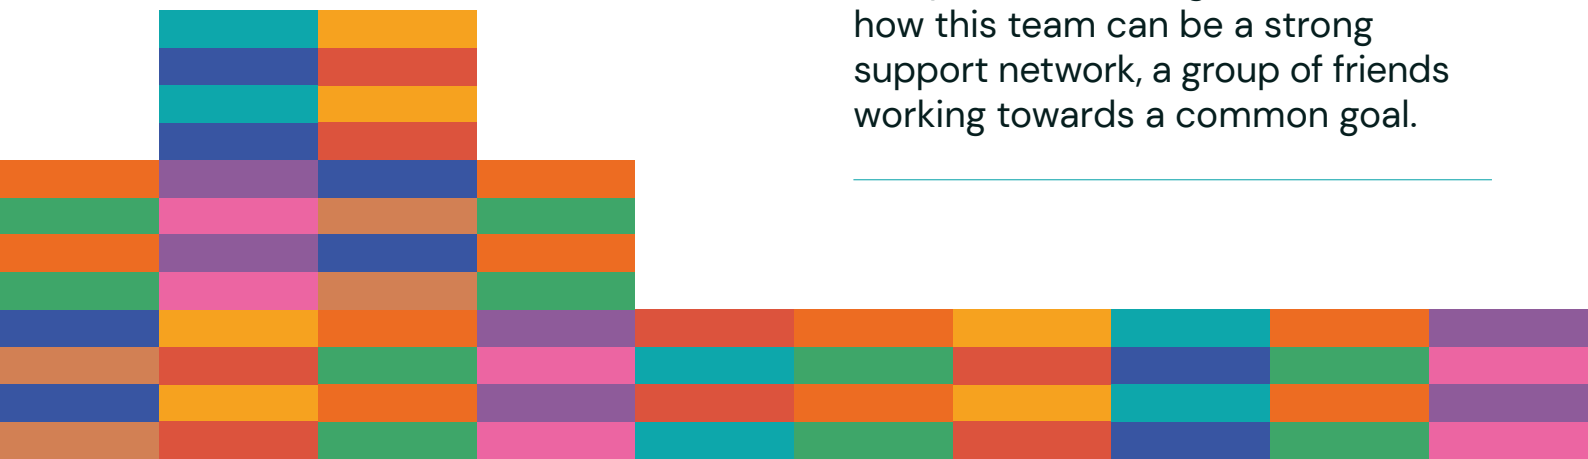 how this team can be a strong
support network, a group of friends
working towards a common goal.